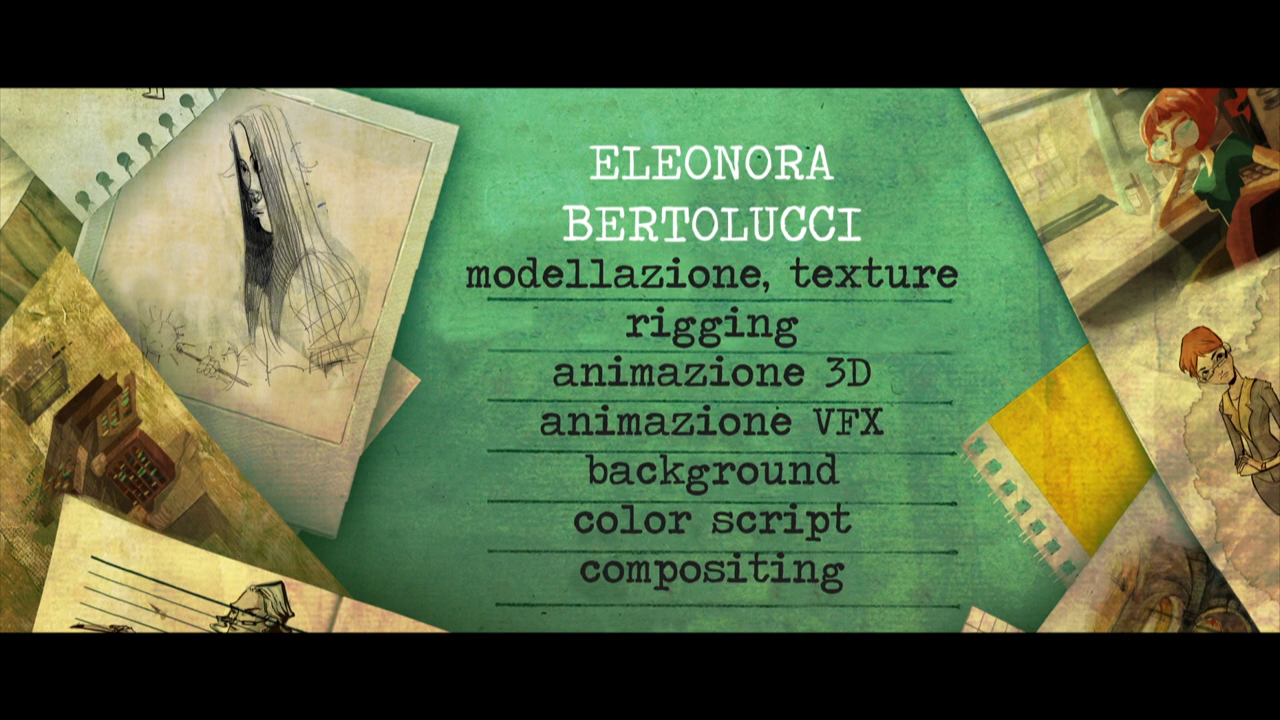 ELEONORA
BERTOLUCCI
modellazione, texture
rigging
animazione 3D
animazione VFX
background
color script
compositing